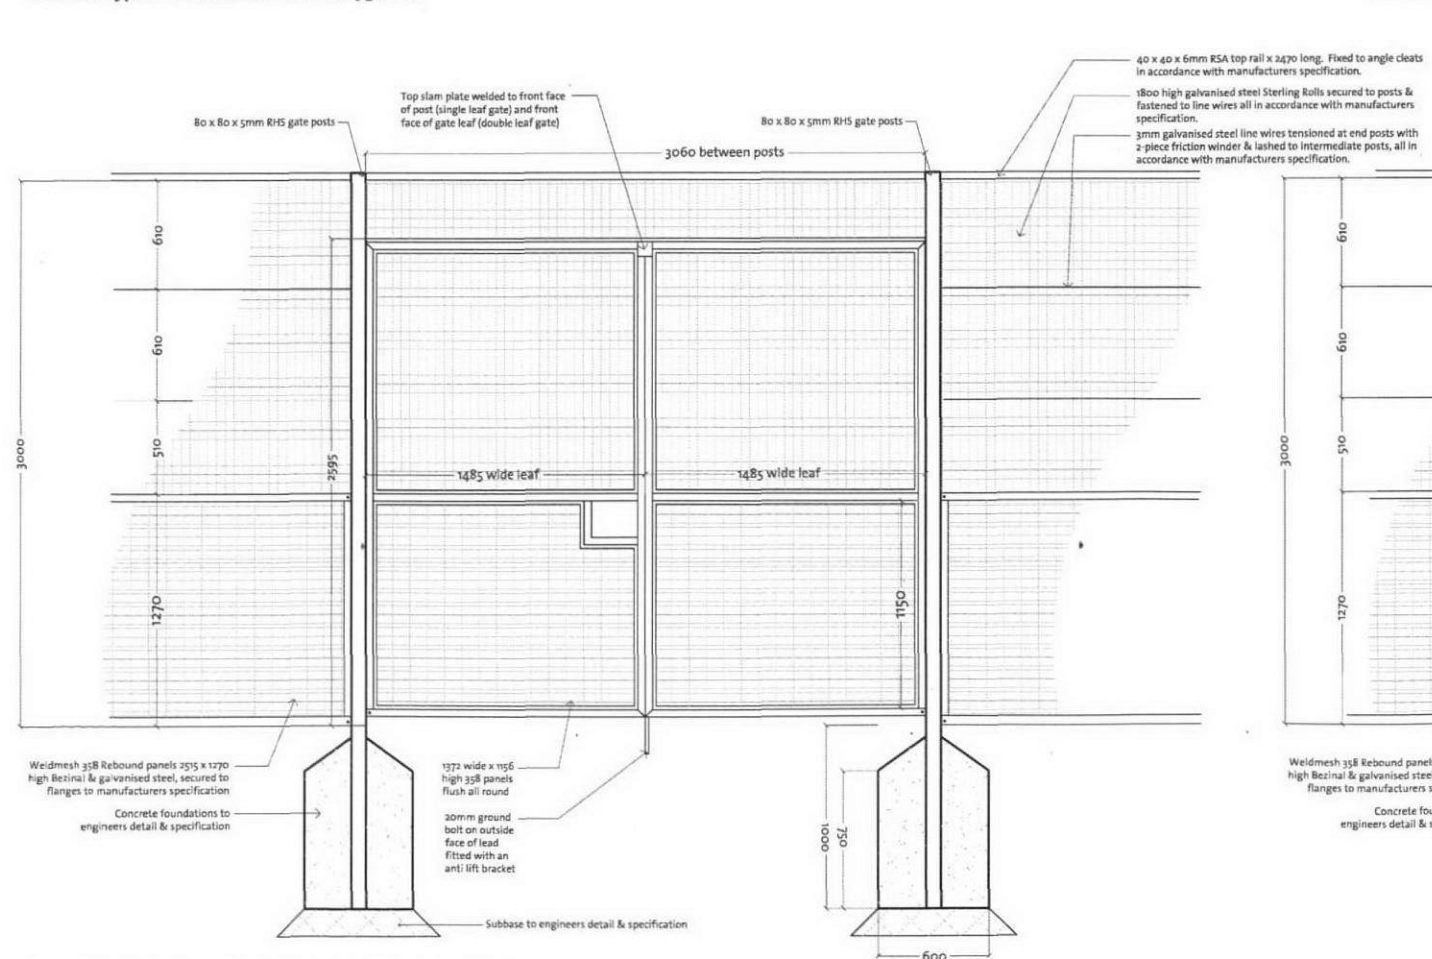 40 x 40 x 6mm RSA top rail x 2470 long. Fixed to angle cleats
in accordance with manufacturers specification.
1800 high galvanised steel Sterling Rolls secured to posts &
fastened to line wires all in accordance with manufacturers
specification.
3mm galvanised steel line wires tensioned at end posts with
2-piece friction winder & lashed to intermediate posts, all in
accordance with manufacturers specification.
Top slam plate welded to front face
of post (single leaf gate) and front
face of gate leaf (double leaf gate)
80 x 80 x 5mm RHS gate posts
80 x 80 x 5mm RHS gate posts
3060 between posts
610
610
510
1270
3000
2595
1485 wide leaf
1485 wide leaf
1150
3000
610
610
510
1270
Weldmesh 358 Rebound panels 2515 x 1270
high Bezinal & galvanised steel, secured to
flanges to manufacturers specification
Concrete foundations to
engineers detail & specification
1372 wide x 1156
high 358 panels
flush all round
20mm ground
bolt on outside
face of lead
fitted with an
anti lift bracket
1000
750
Subbase to engineers detail & specification
600
Weldmesh 358 Rebound panel
high Bezinal & galvanised stee
flanges to manufacturers s
Concrete fou
engineers detail & s